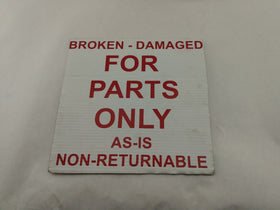 BROKEN - DAMAGED
FOR
PARTS
ONLY
AS-IS
NON-RETURNABLE